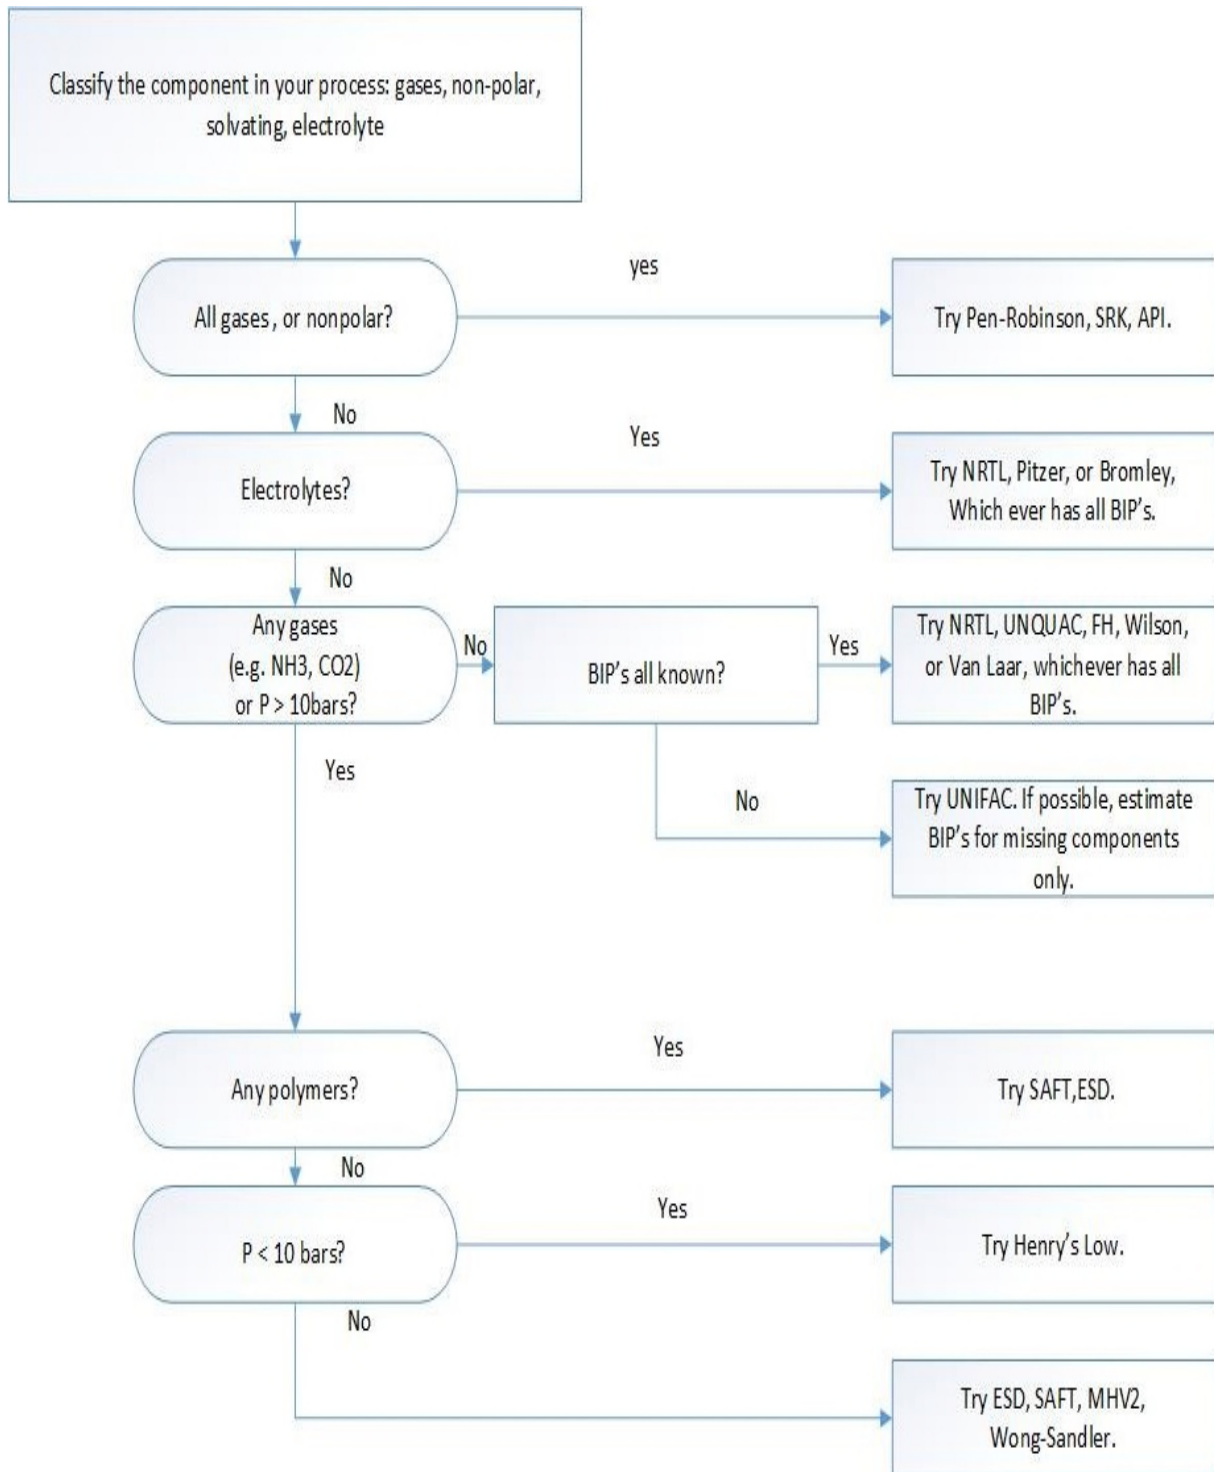 Classify the component in your process: gases, non-polar,
solvating, electrolyte
yes
All gases , or nonpolar?
Try Pen-Robinson, SRK, API.
No
Yes
Electrolytes?
Try NRTL, Pitzer, or Bromley,
Which ever has all BIP's.
No
Any gases
(e.g. NH3, CO2)
or P > 10bars?
No
BIP's all known?
Yes
Try NRTL, UNQUAC, FH, Wilson,
or Van Laar, whichever has all
BIP's.
Yes
No
Try UNIFAC. If possible, estimate
BIP's for missing components
only.
Yes
Any polymers?
Try SAFT,ESD.
No
Yes
P < 10 bars?
Try Henry's Low.
No
Try ESD, SAFT, MHV2,
Wong-Sandler.